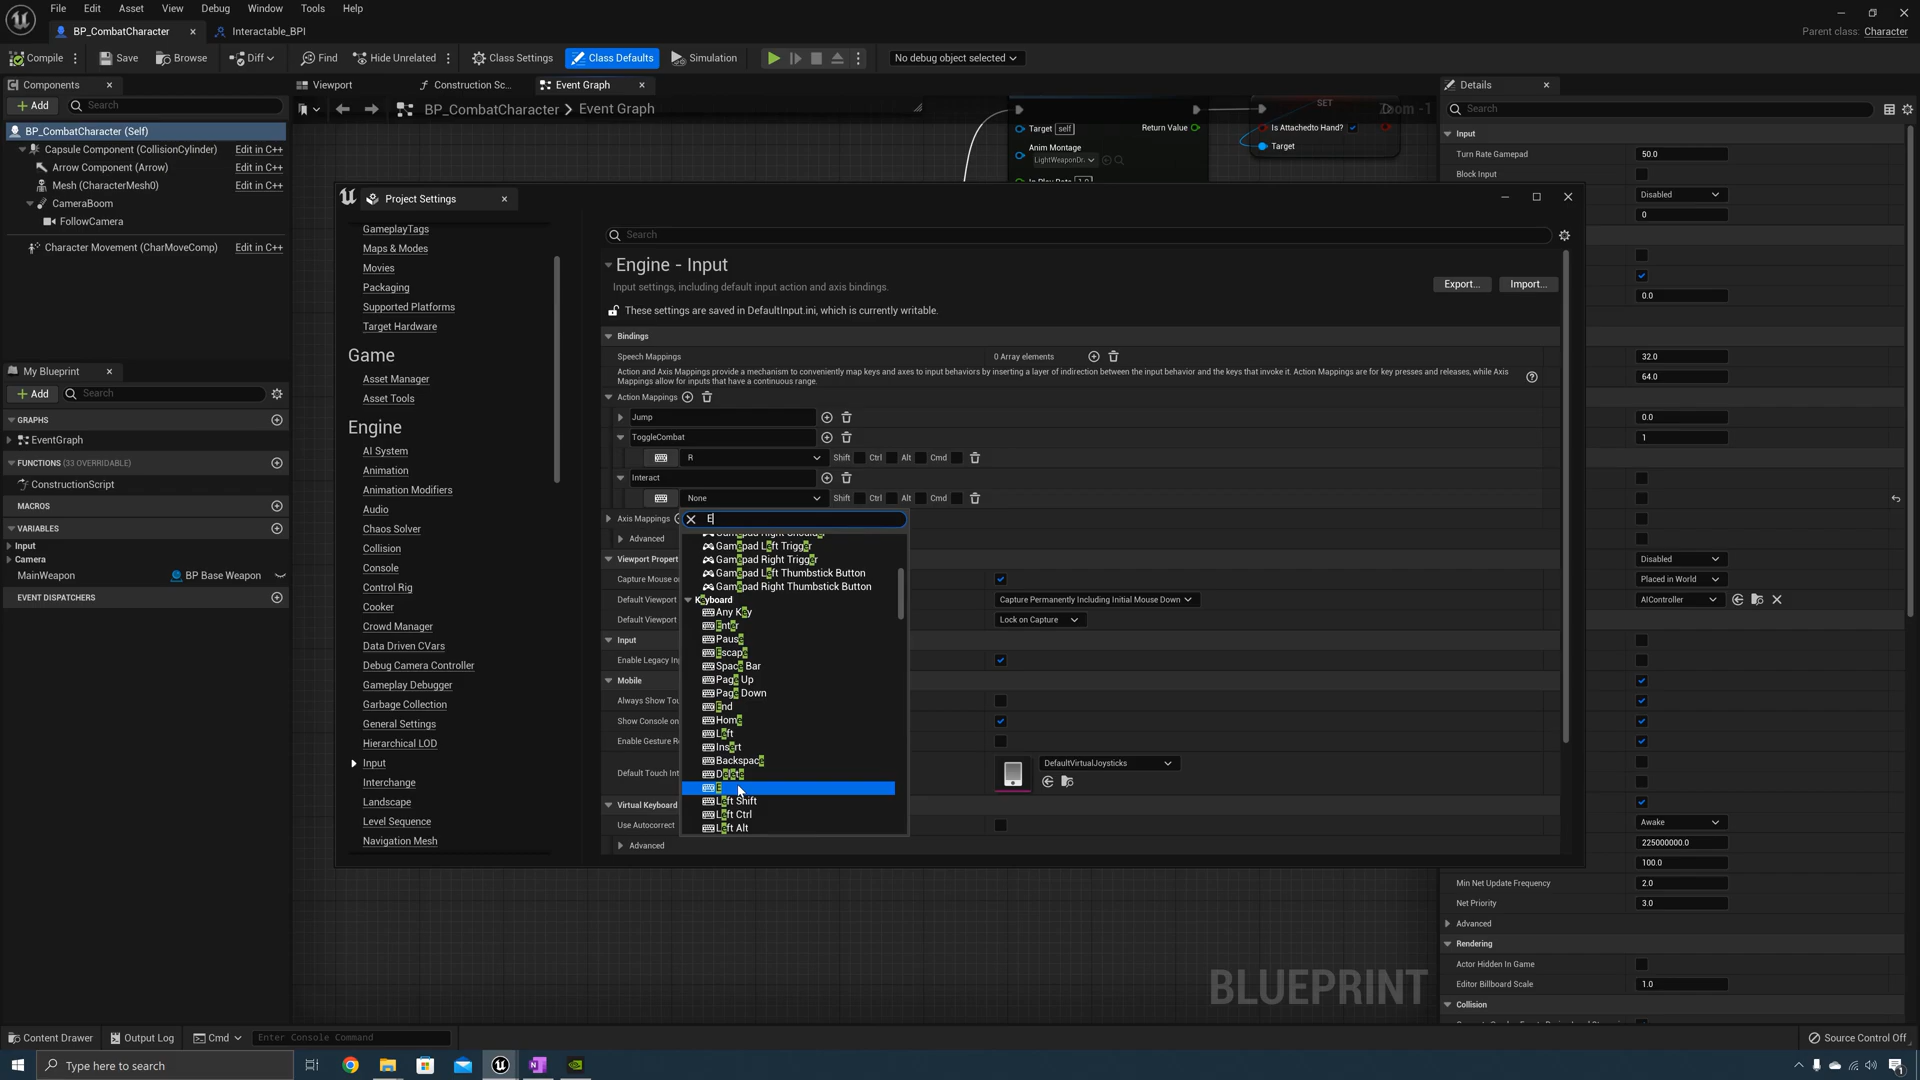 File Edit Asset View Debug Window Tools Help
BP_CombatCharacter Interactable_BPI
Parent class: Character
Compile Save Browse Diff Find Hide Unrelated Class Settings Class Defaults Simulation No debug object selected
Components
Add Search
BP_CombatCharacter (Self)
Capsule Component (CollisionCylinder) Edit in C++
Arrow Component (Arrow) Edit in C++
Mesh (CharacterMesh0) Edit in C++
CameraBoom
FollowCamera
Character Movement (CharMoveComp) Edit in C++
My Blueprint
Add Search
GRAPHS
EventGraph
FUNCTIONS (33 OVERRIDABLE)
ConstructionScript
MACROS
VARIABLES
Input
Camera
MainWeapon BP Base Weapon
EVENT DISPATCHERS
Viewport Construction Sc... Event Graph
BP_CombatCharacter > Event Graph
Zoom -1
Target self Return Value
Anim Montage
LightWeaponDr
SET
Is Attachedto Hand?
Target
Project Settings
GameplayTags
Maps & Modes
Movies
Packaging
Supported Platforms
Target Hardware
Game
Asset Manager
Asset Tools
Engine
AI System
Animation
Animation Modifiers
Audio
Chaos Solver
Collision
Console
Control Rig
Cooker
Crowd Manager
Data Driven CVars
Debug Camera Controller
Gameplay Debugger
Garbage Collection
General Settings
Hierarchical LOD
Input
Interchange
Landscape
Level Sequence
Navigation Mesh
Search
Engine - Input
Input settings, including default input action and axis bindings.
Export... Import...
These settings are saved in DefaultInput.ini, which is currently writable.
Bindings
Speech Mappings 0 Array elements
Action and Axis Mappings provide a mechanism to conveniently map keys and axes to input behaviors by inserting a layer of indirection between the input behavior and the keys that invoke it. Action Mappings are for key presses and releases, while Axis
Mappings allow for inputs that have a continuous range.
Action Mappings
Jump
ToggleCombat
R Shift Ctrl Alt Cmd
Interact
None Shift Ctrl Alt Cmd
Axis Mappings
E
Advanced
Gamepad Right Shoulder
Gamepad Left Trigger
Gamepad Right Trigger
Gamepad Left Thumbstick Button
Gamepad Right Thumbstick Button
Keyboard
Any Key
Enter
Pause
Escape
Space Bar
Page Up
Page Down
End
Home
Left
Insert
Backspace
Delete
E
Left Shift
Left Ctrl
Left Alt
Viewport Propert
Capture Mouse o
Default Viewport Capture Permanently Including Initial Mouse Down
Default Viewport Lock on Capture
Input
Enable Legacy In
Mobile
Always Show Tou
Show Console on
Enable Gesture R
Default Touch Int DefaultVirtualJoysticks
Virtual Keyboard
Use Autocorrect
Advanced
BLUEPRINT
Details
Search
Input
Turn Rate Gamepad 50.0
Block Input
Disabled
0
0.0
32.0
64.0
0.0
1
Disabled
Placed in World
AIController
Awake
225000000.0
100.0
Min Net Update Frequency 2.0
Net Priority 3.0
Advanced
Rendering
Actor Hidden In Game
Editor Billboard Scale 1.0
Collision
Content Drawer Output Log Cmd Enter Console Command Source Control Off
Type here to search
1